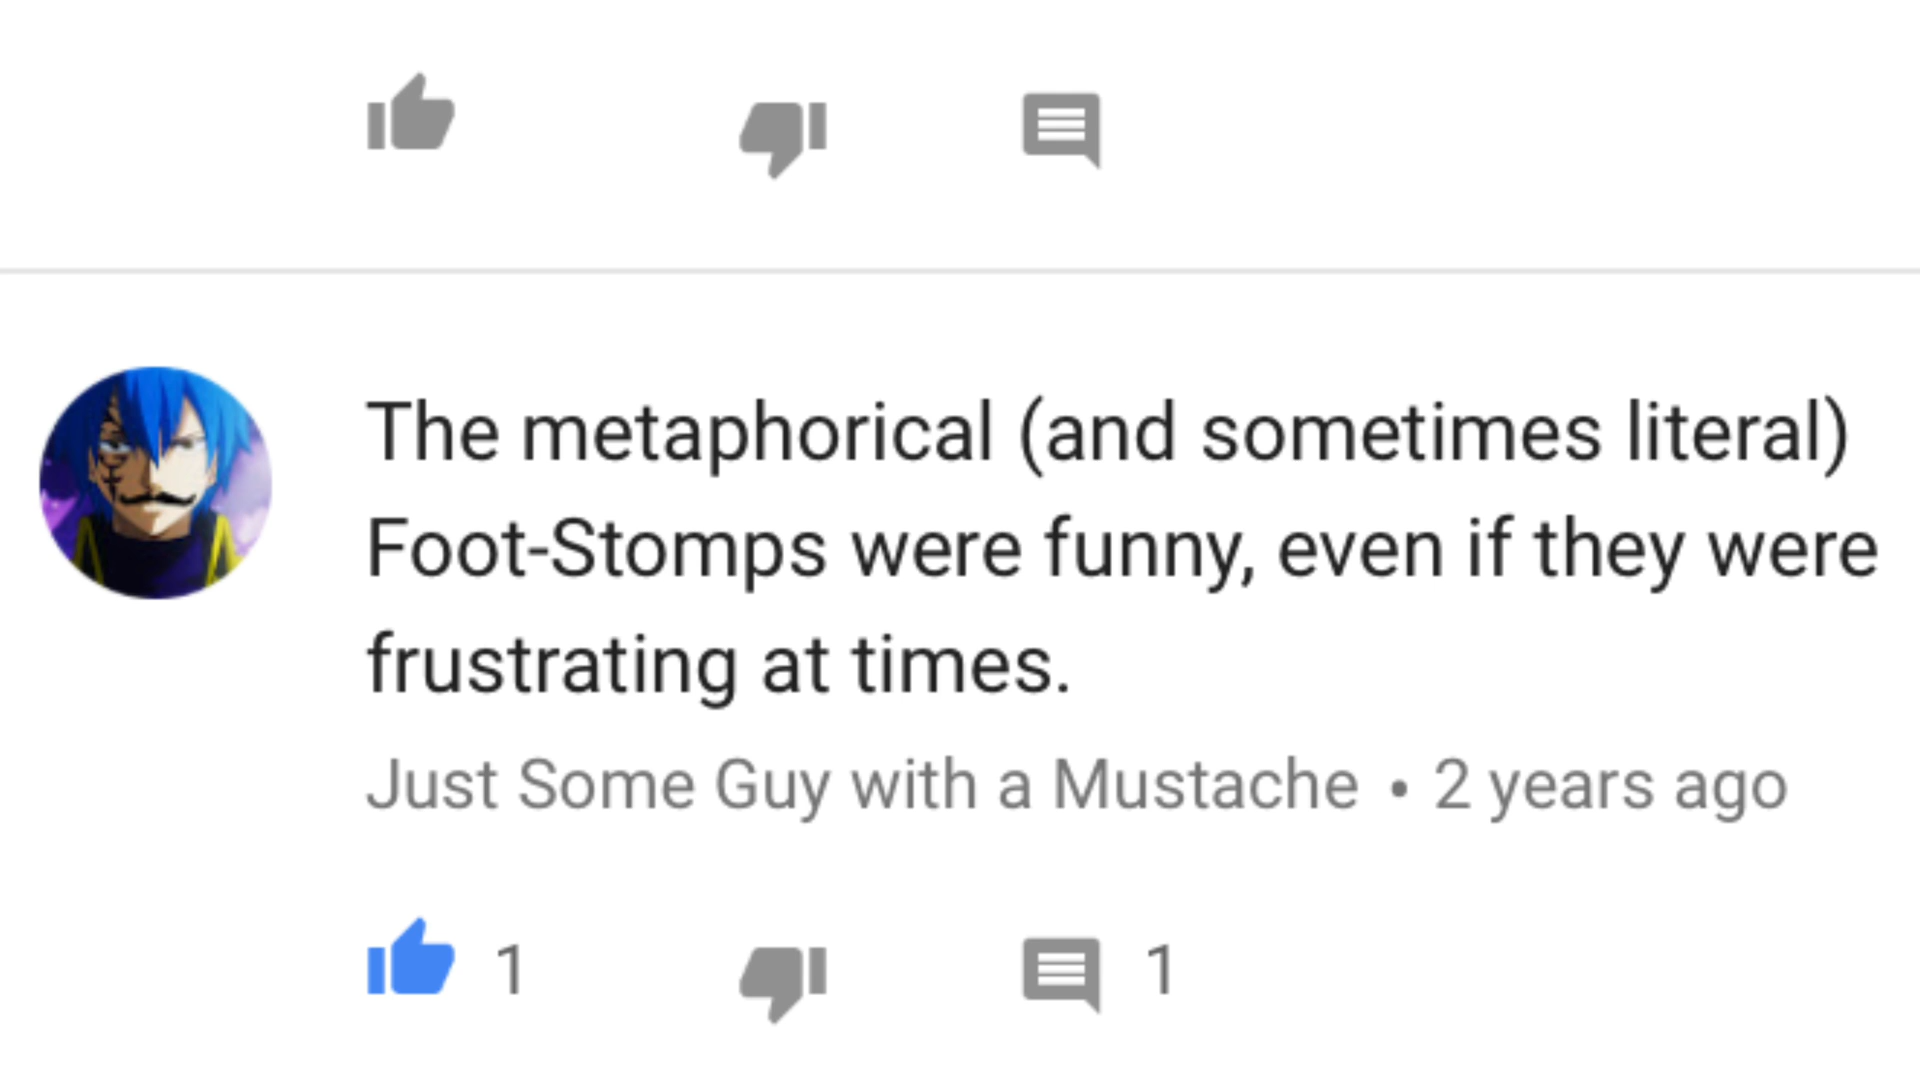 The metaphorical (and sometimes literal)
Foot-Stomps were funny, even if they were
frustrating at times.
Just Some Guy with a Mustache • 2 years ago
1 1